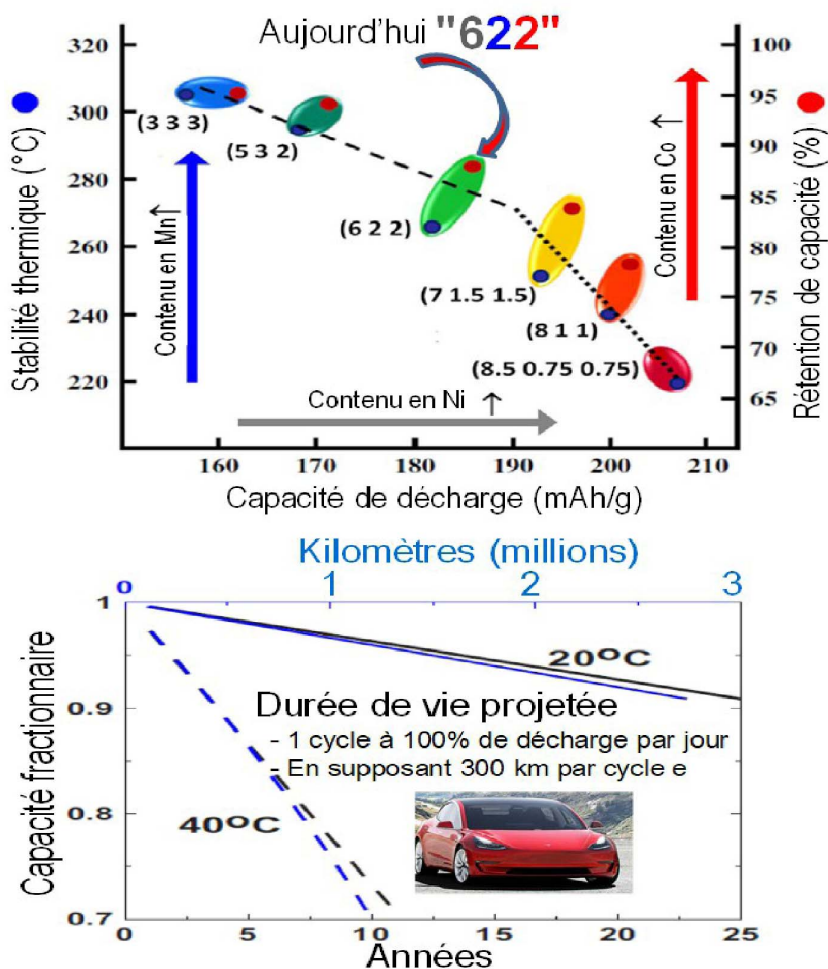 Aujourd'hui "622"
320
300
280
260
240
220
Stabilité thermique (°C)
Contenu en Mn↑
(3 3 3)
(5 3 2)
(6 2 2)
(7 1.5 1.5)
(8 1 1)
(8.5 0.75 0.75)
Contenu en Ni ↑
Contenu en Co ↑
100
95
90
85
80
75
70
65
Rétention de capacité (%)
160
170
180
190
200
210
Capacité de décharge (mAh/g)
Kilomètres (millions)
0
1
2
3
1
0.9
0.8
0.7
Capacité fractionnaire
20°C
Durée de vie projetée
- 1 cycle à 100% de décharge par jour
- En supposant 300 km par cycle e
40°C
0
5
10
15
20
25
Années